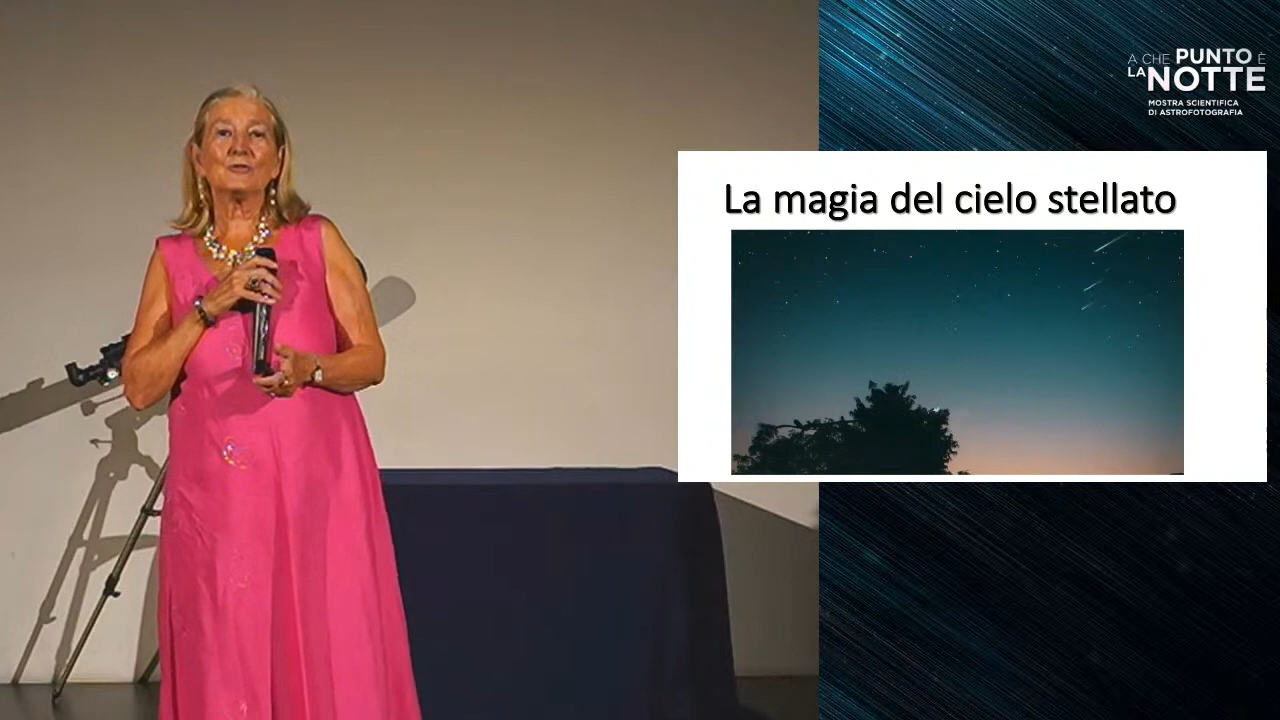 A CHE PUNTO È
LA NOTTE
MOSTRA SCIENTIFICA
DI ASTROFOTOGRAFIA
La magia del cielo stellato